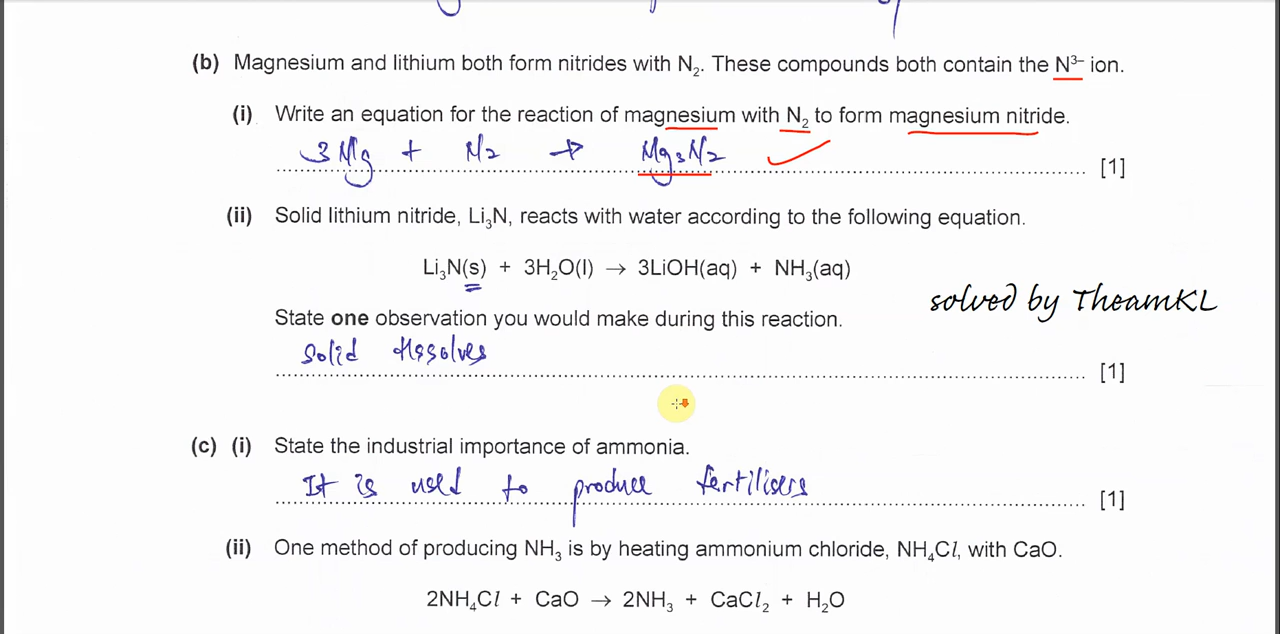 (b) Magnesium and lithium both form nitrides with N₂. These compounds both contain the N³⁻ ion.
(i) Write an equation for the reaction of magnesium with N₂ to form magnesium nitride.
3Mg + N₂ → Mg₃N₂
[1]
(ii) Solid lithium nitride, Li₃N, reacts with water according to the following equation.
Li₃N(s) + 3H₂O(l) → 3LiOH(aq) + NH₃(aq)
solved by TheamKL
State one observation you would make during this reaction.
Solid dissolves
[1]
(c) (i) State the industrial importance of ammonia.
It is used to produce fertilisers
[1]
(ii) One method of producing NH₃ is by heating ammonium chloride, NH₄Cl, with CaO.
2NH₄Cl + CaO → 2NH₃ + CaCl₂ + H₂O